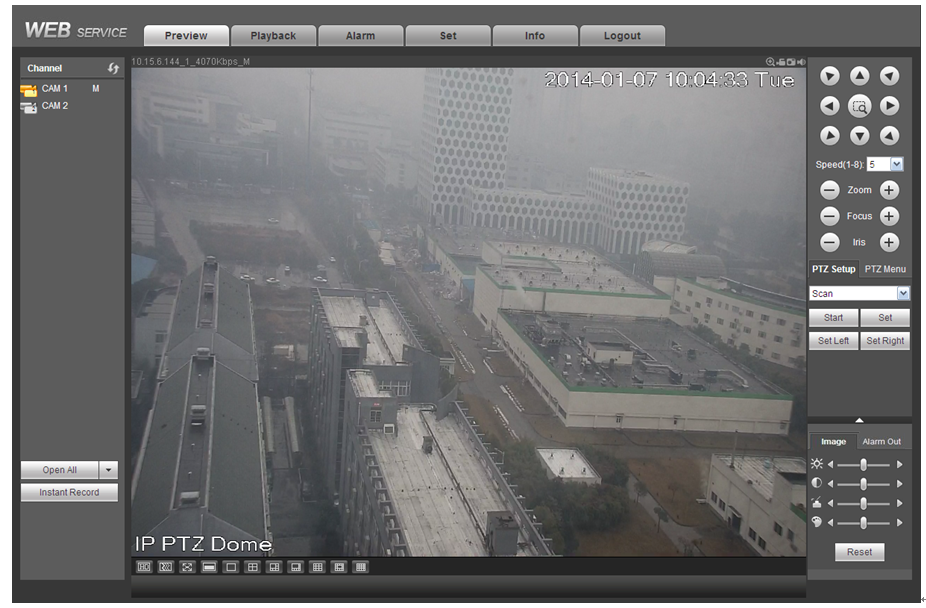 WEB SERVICE
Preview Playback Alarm Set Info Logout
Channel
10.15.6.144_1_4070Kbps_M
2014-01-07 10:04:33 Tue
CAM 1 M
CAM 2
Speed(1-8): 5
Zoom
Focus
Iris
PTZ Setup PTZ Menu
Scan
Start Set
Set Left Set Right
Image Alarm Out
Open All
Instant Record
IP PTZ Dome
Reset